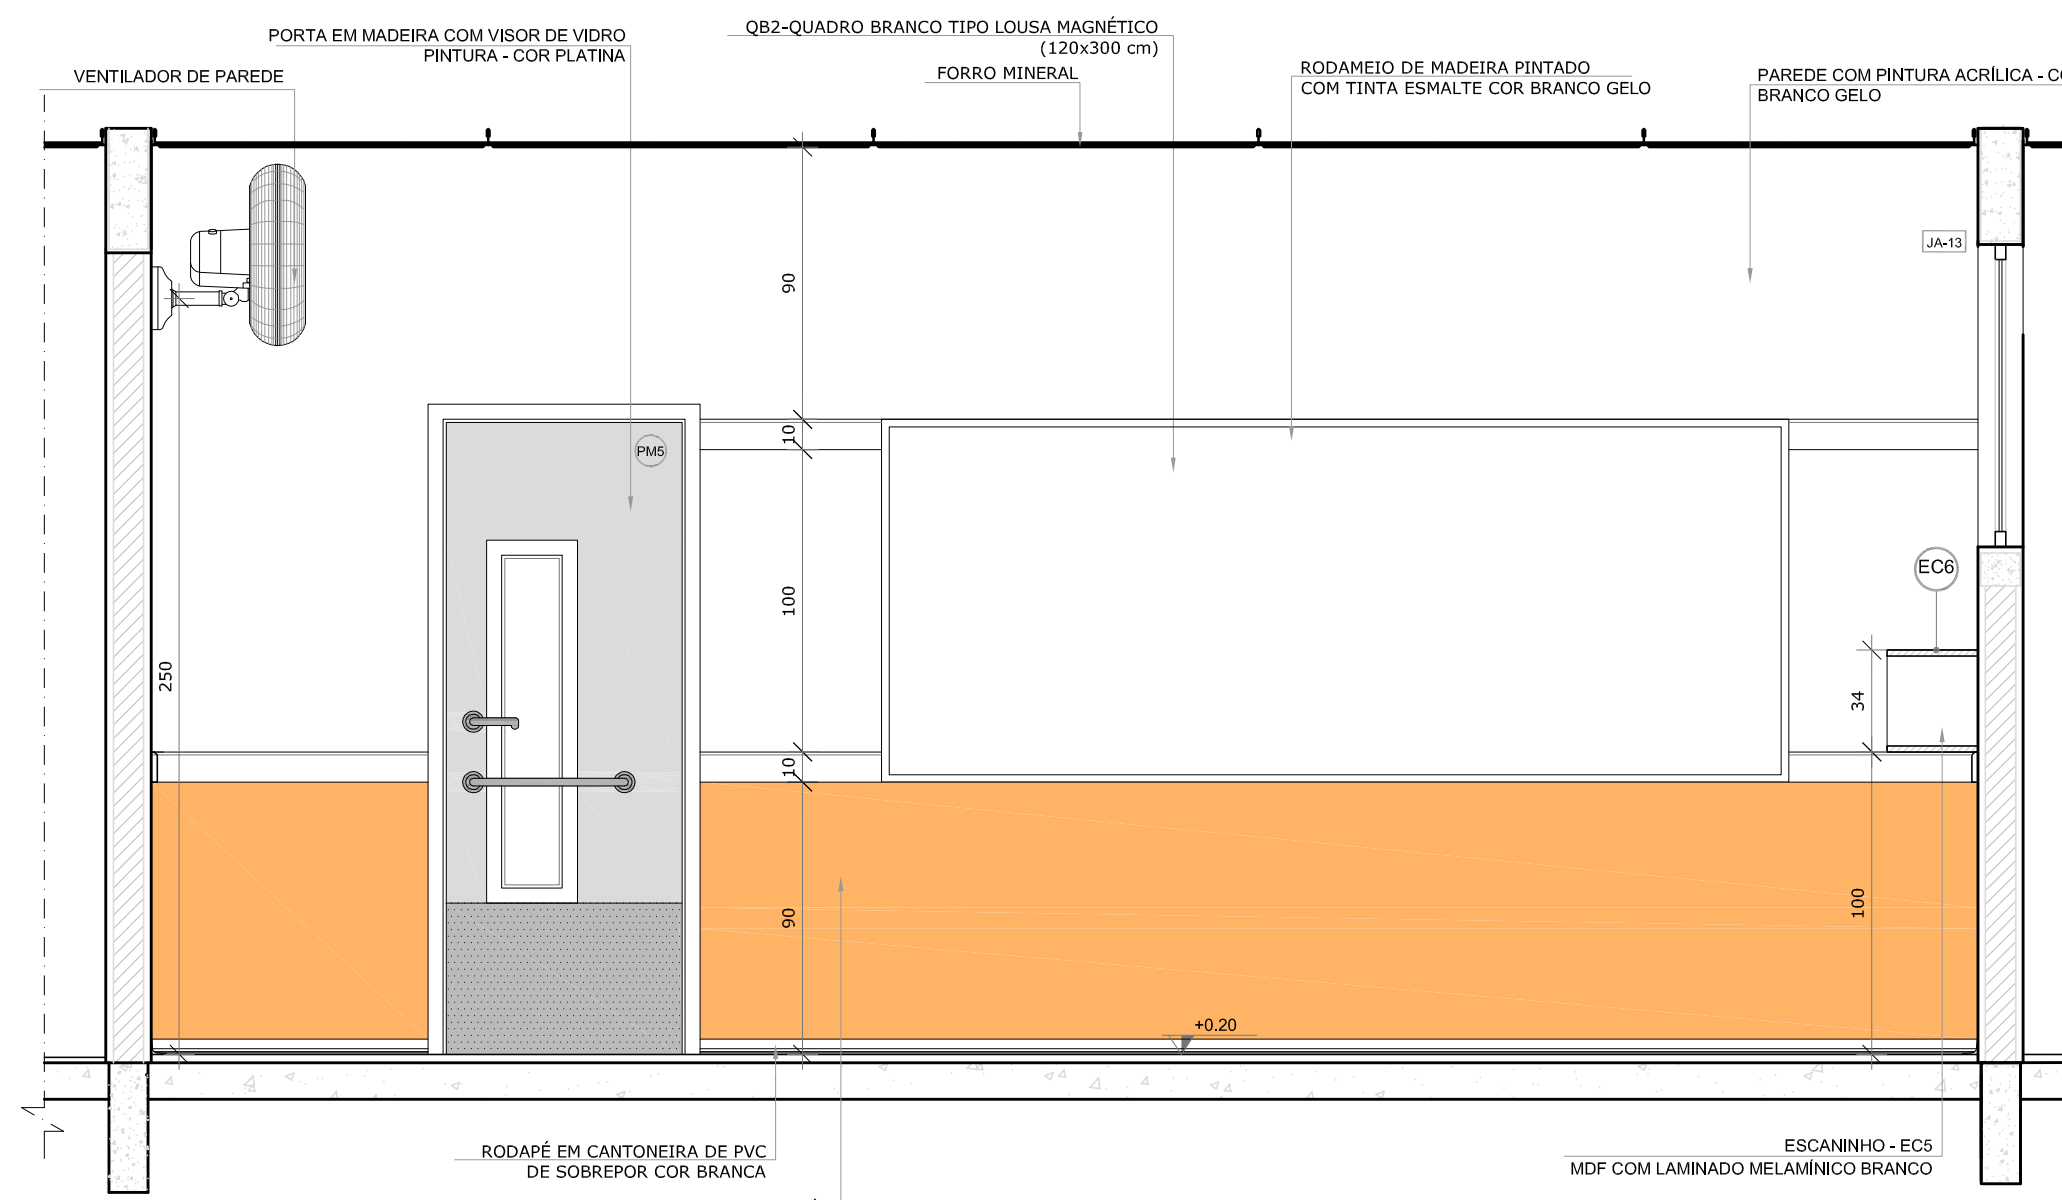 QB2-QUADRO BRANCO TIPO LOUSA MAGNÉTICO
(120x300 cm)
PORTA EM MADEIRA COM VISOR DE VIDRO
PINTURA - COR PLATINA
VENTILADOR DE PAREDE
FORRO MINERAL
RODAMEIO DE MADEIRA PINTADO
COM TINTA ESMALTE COR BRANCO GELO
PAREDE COM PINTURA ACRÍLICA - CO
BRANCO GELO
JA-13
90
10
PM5
EC6
100
250
34
10
100
90
+0.20
RODAPÉ EM CANTONEIRA DE PVC
DE SOBREPOR COR BRANCA
ESCANINHO - EC5
MDF COM LAMINADO MELAMÍNICO BRANCO